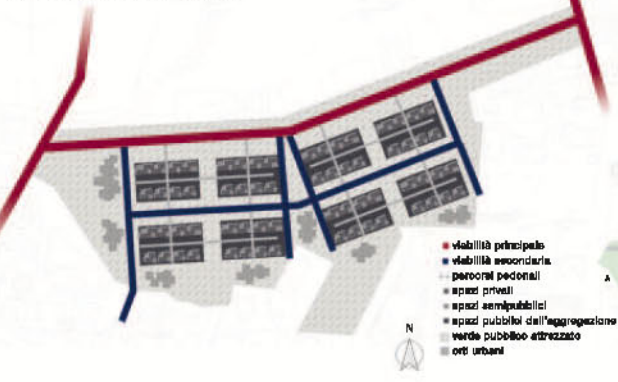 viabilità principale
viabilità secondaria
percorsi pedonali
spazi privati
spazi semipubblici
spazi pubblici dell'aggregazione
verde pubblico attrezzato
orti urbani
N
A